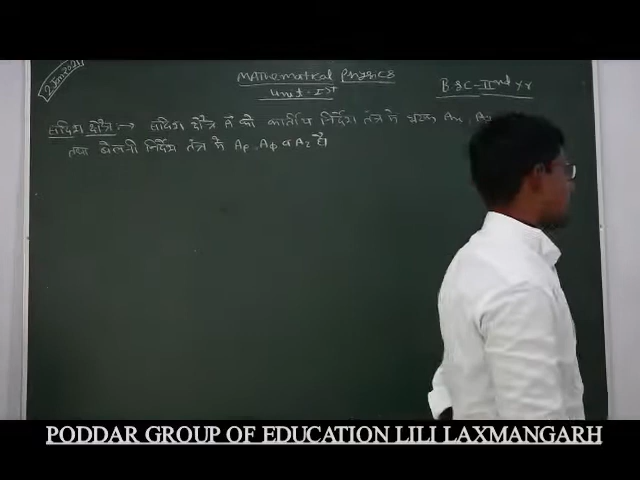 2 Jan 2021
Mathematical Physics
Unit - Ist
B.SC - IInd Yr
सदिश क्षेत्र :→ सदिश क्षेत्र में को कार्तीय निर्देश तंत्र में घटक Ax, Ay
तथा बेलनी निर्देश तंत्र में Aρ, Aφ व Az है
PODDAR GROUP OF EDUCATION LILI LAXMANGARH